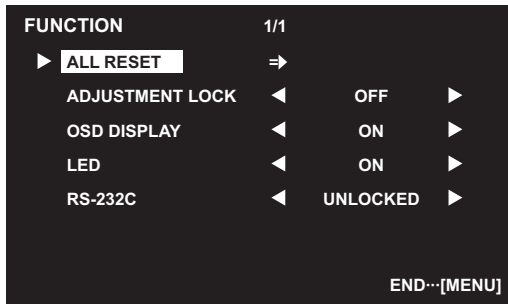 FUNCTION 1/1
ALL RESET
ADJUSTMENT LOCK OFF
OSD DISPLAY ON
LED ON
RS-232C UNLOCKED
END···[MENU]